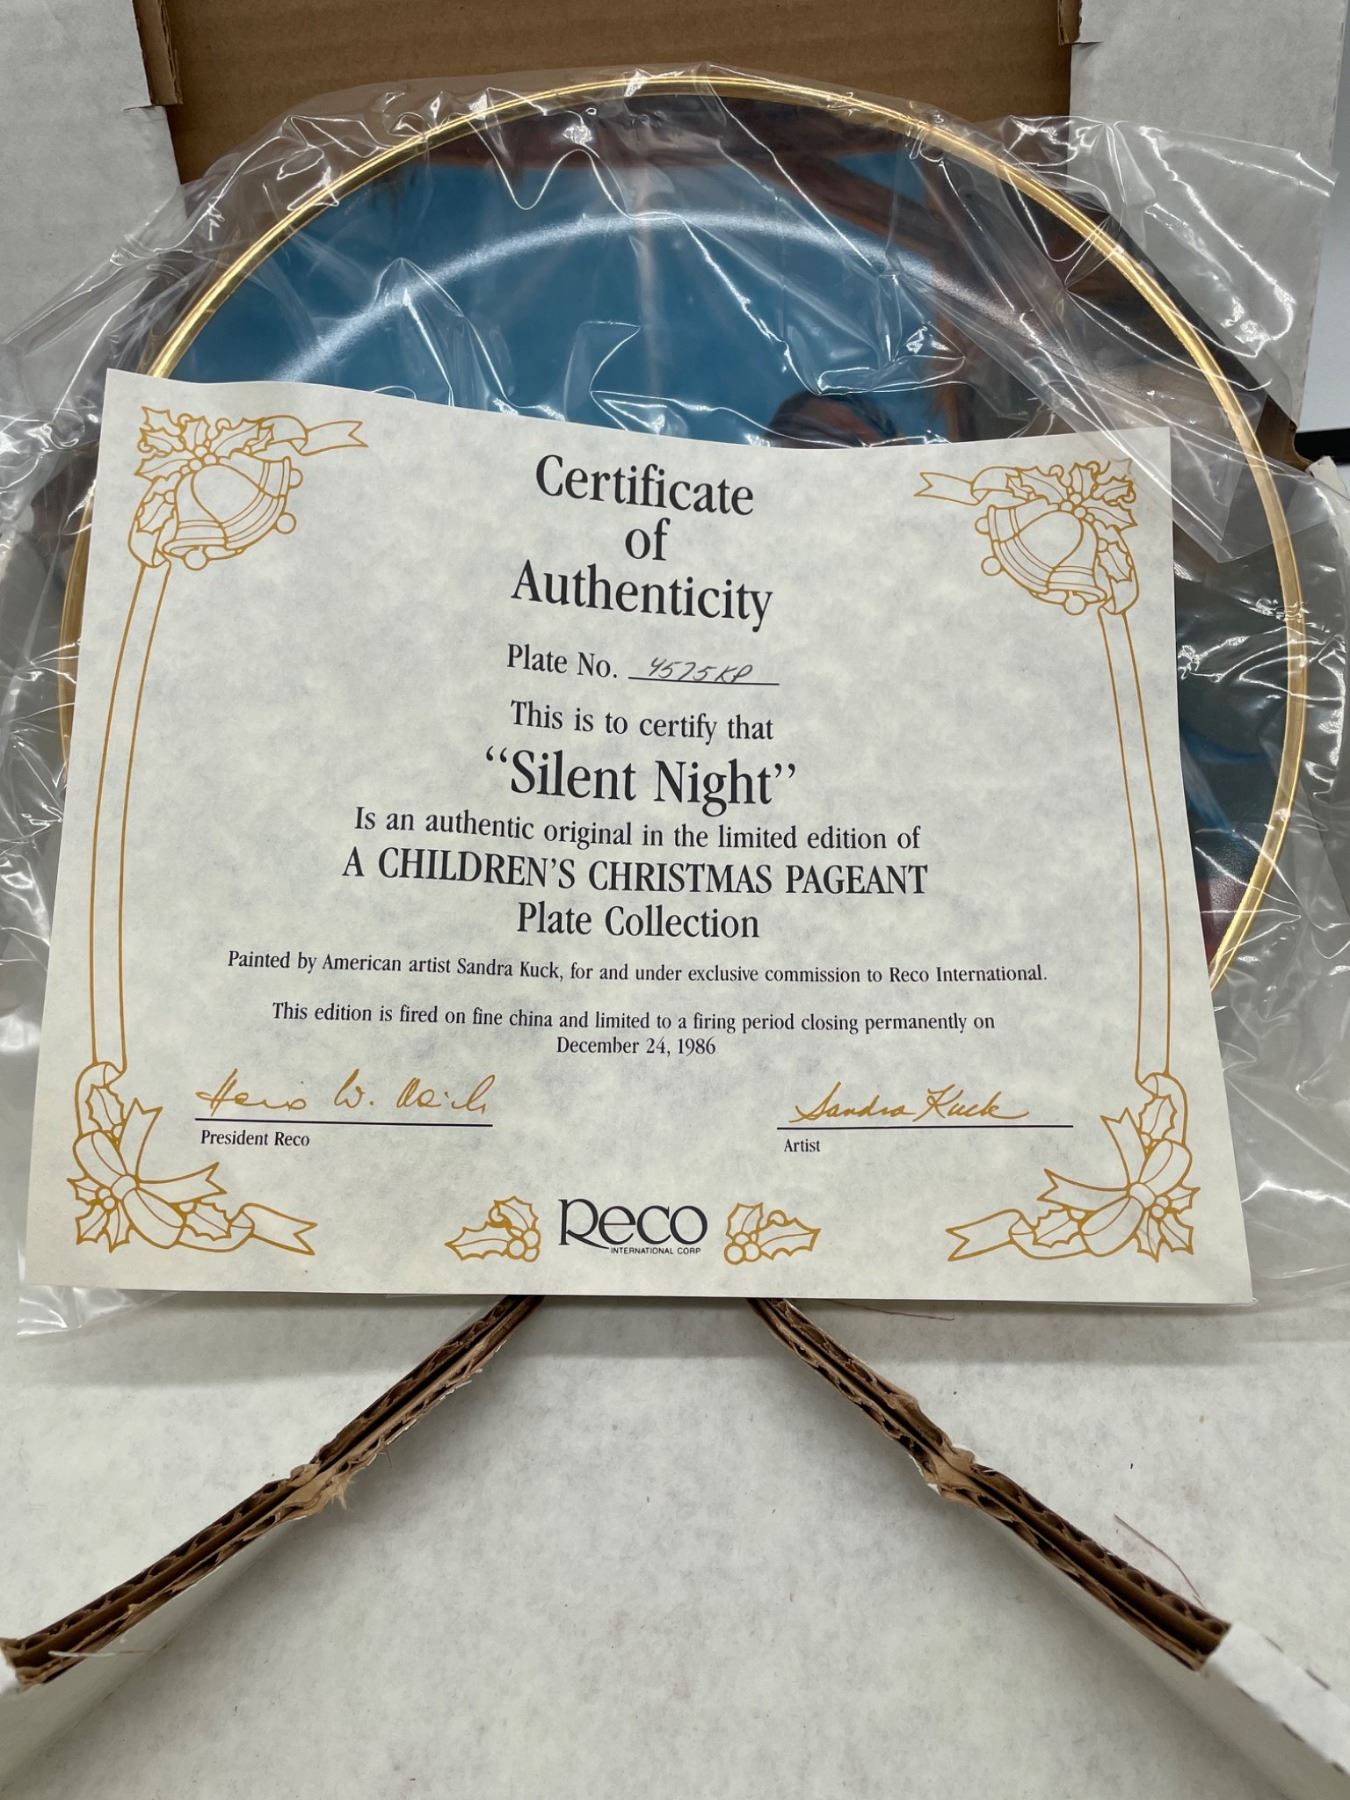 Certificate
of
Authenticity
Plate No. 4575KP
This is to certify that
“Silent Night”
Is an authentic original in the limited edition of
A CHILDREN’S CHRISTMAS PAGEANT
Plate Collection
Painted by American artist Sandra Kuck, for and under exclusive commission to Reco International.
This edition is fired on fine china and limited to a firing period closing permanently on
December 24, 1986
Sandra Kuck
President Reco
Artist
Reco
INTERNATIONAL CORP